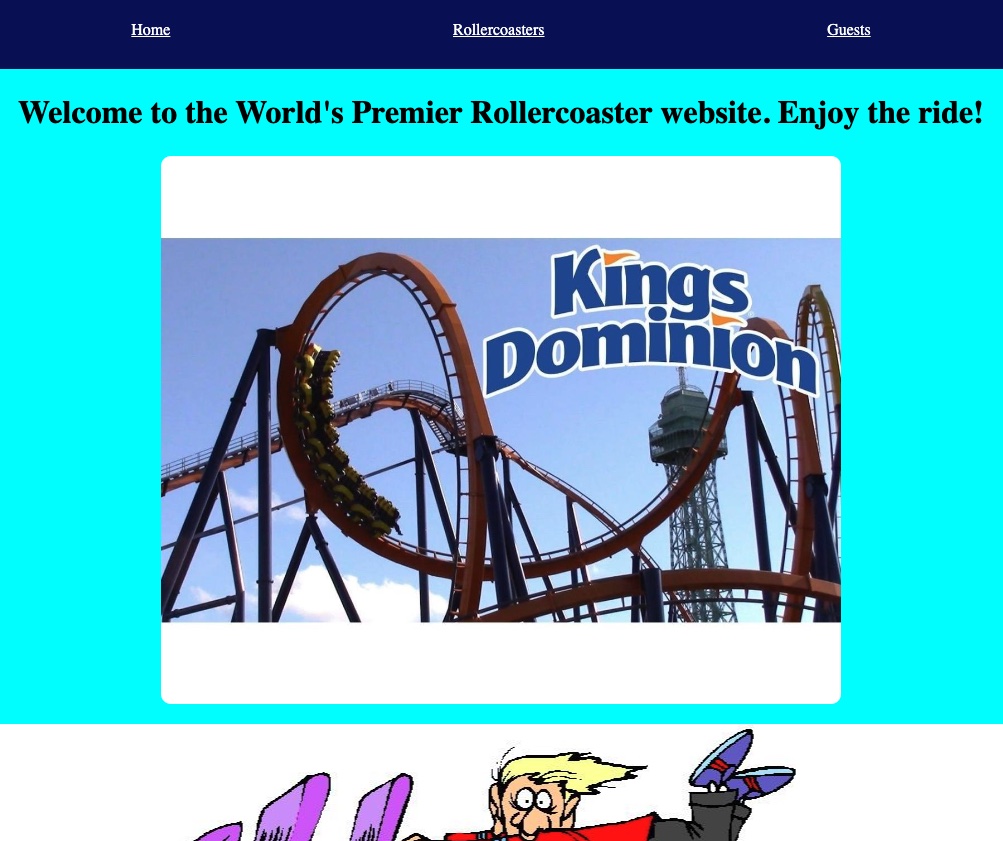 Home
Rollercoasters
Guests
Welcome to the World's Premier Rollercoaster website. Enjoy the ride!
Kings
Dominion